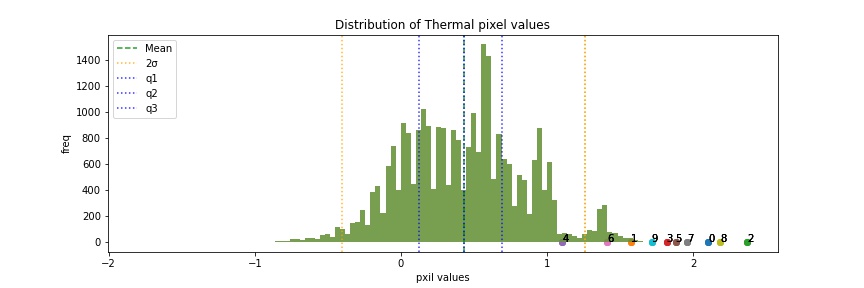 Distribution of Thermal pixel values
1400
1200
1000
800
600
400
200
0
freq
Mean
2σ
q1
q2
q3
4 6 1 9 3 5 7 0 8 2
−2 −1 0 1 2
pxil values